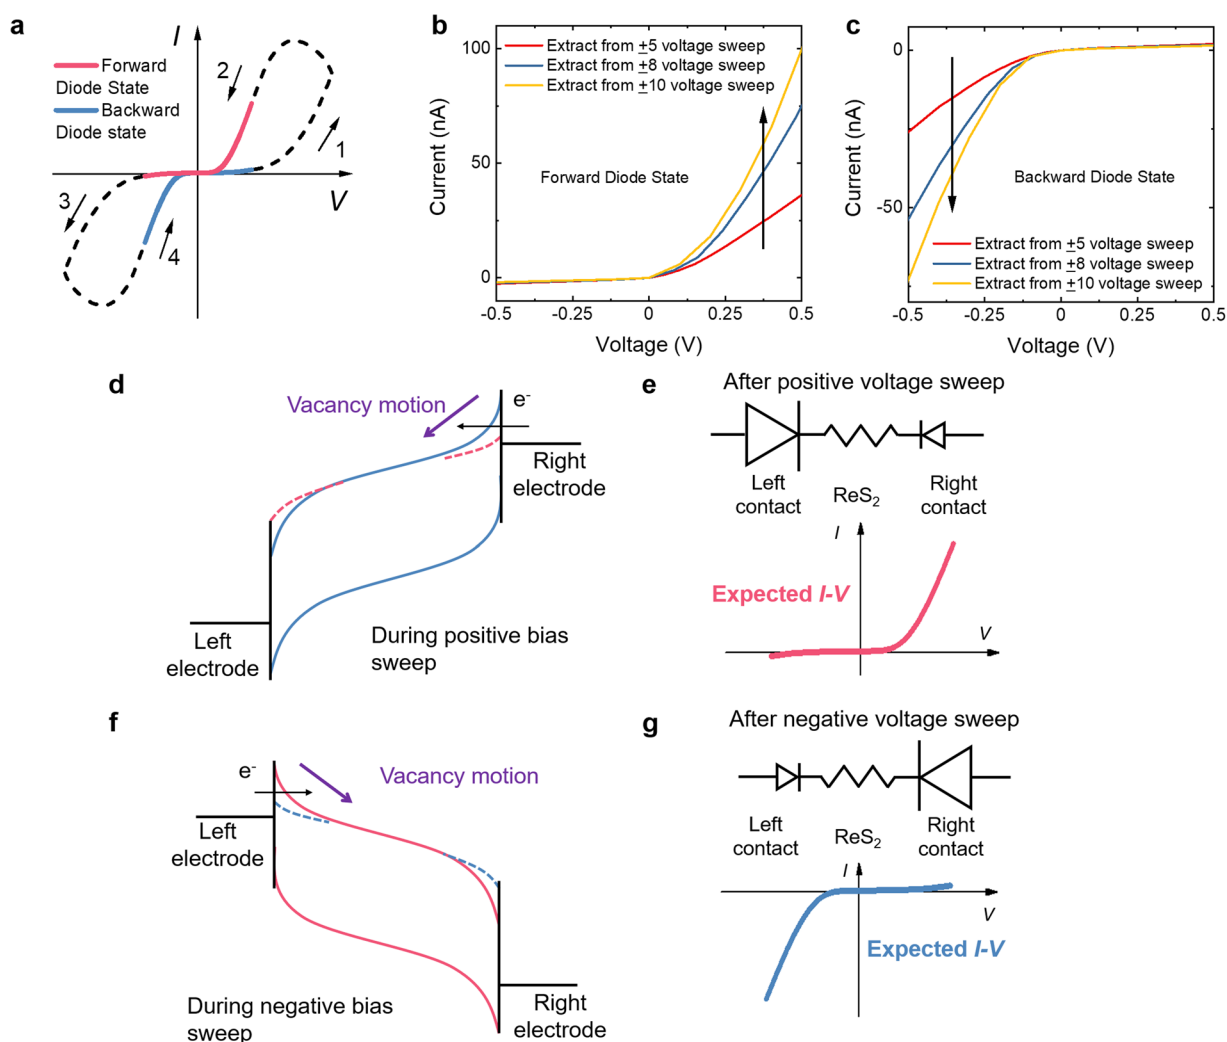 a
I
V
Forward
Diode State
Backward
Diode state
2
1
3
4
b
Current (nA)
100
50
0
Extract from ±5 voltage sweep
Extract from ±8 voltage sweep
Extract from ±10 voltage sweep
Forward Diode State
-0.5
-0.25
0
0.25
0.5
Voltage (V)
c
Current (nA)
0
-50
Backward Diode State
Extract from ±5 voltage sweep
Extract from ±8 voltage sweep
Extract from ±10 voltage sweep
-0.5
-0.25
0
0.25
0.5
Voltage (V)
d
Vacancy motion
e⁻
Right
electrode
Left
electrode
During positive bias
sweep
e
After positive voltage sweep
Left
contact
ReS₂
Right
contact
I
Expected I-V
V
f
e⁻
Vacancy motion
Left
electrode
During negative bias
sweep
Right
electrode
g
After negative voltage sweep
Left
contact
ReS₂
Right
contact
I
V
Expected I-V